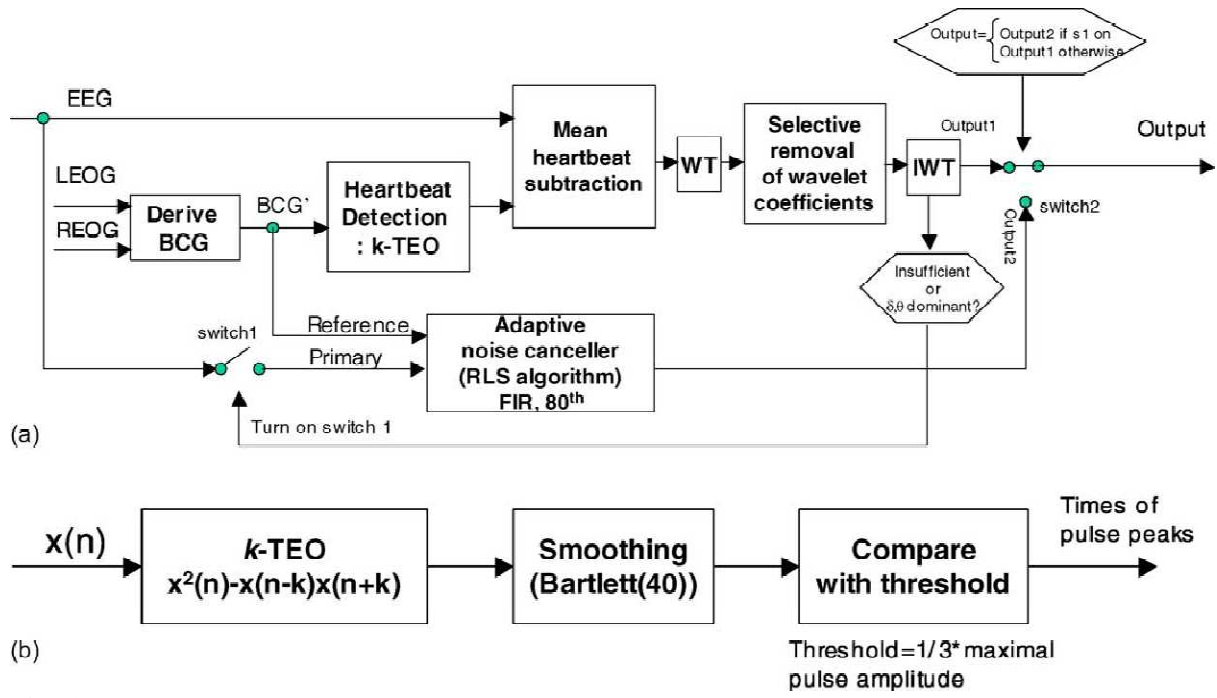 Output= { Output2 if s1 on
Output1 otherwise
EEG
LEOG
REOG
Derive
BCG
BCG'
Heartbeat
Detection
: k-TEO
Mean
heartbeat
subtraction
WT
Selective
removal
of wavelet
coefficients
Output1
IWT
Output
switch2
Output2
Insufficient
or
δ,θ dominant?
switch1
Reference
Primary
Adaptive
noise canceller
(RLS algorithm)
FIR, 80th
Turn on switch 1
(a)
x(n)
k-TEO
x²(n)-x(n-k)x(n+k)
Smoothing
(Bartlett(40))
Compare
with threshold
Times of
pulse peaks
(b)
Threshold=1/3* maximal
pulse amplitude